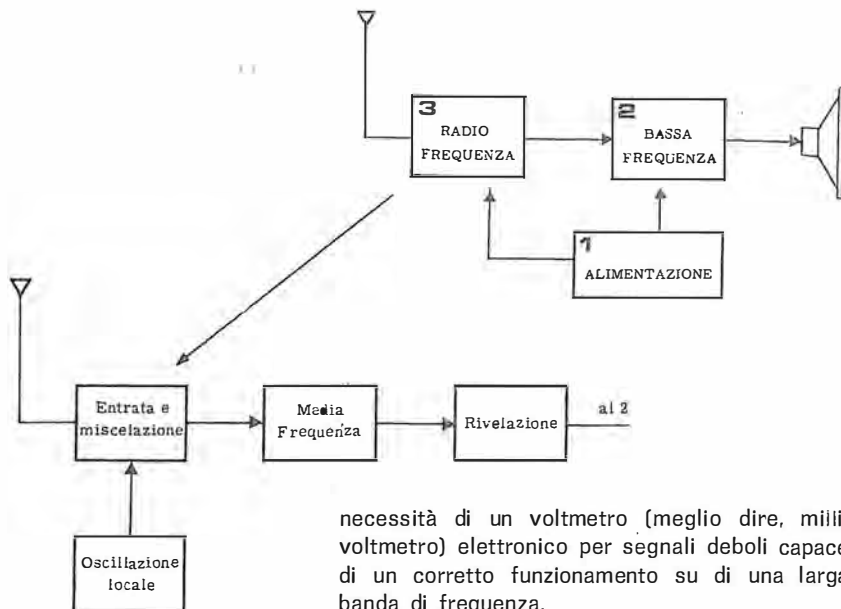 3
RADIO
FREQUENZA
2
BASSA
FREQUENZA
1
ALIMENTAZIONE
Entrata e
miscelazione
Media
Frequenza
Rivelazione
al 2
Oscillazione
locale
necessità di un voltmetro (meglio dire, milli-
voltmetro) elettronico per segnali deboli capace
di un corretto funzionamento su di una larga
banda di frequenza.